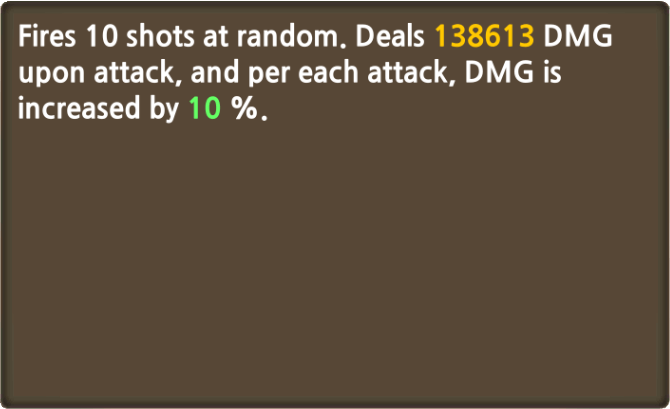 Fires 10 shots at random. Deals 138613 DMG
upon attack, and per each attack, DMG is
increased by 10 %.